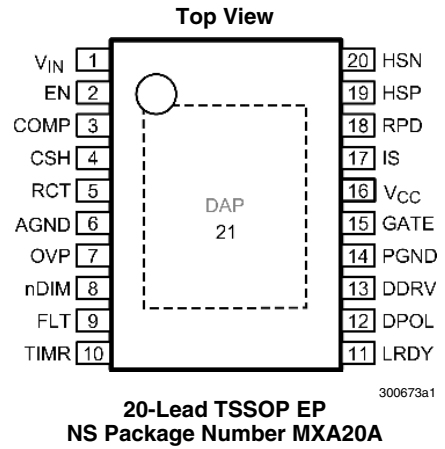 Top View
VIN 1
EN 2
COMP 3
CSH 4
RCT 5
AGND 6
OVP 7
nDIM 8
FLT 9
TIMR 10
DAP
21
20 HSN
19 HSP
18 RPD
17 IS
16 VCC
15 GATE
14 PGND
13 DDRV
12 DPOL
11 LRDY
300673a1
20-Lead TSSOP EP
NS Package Number MXA20A